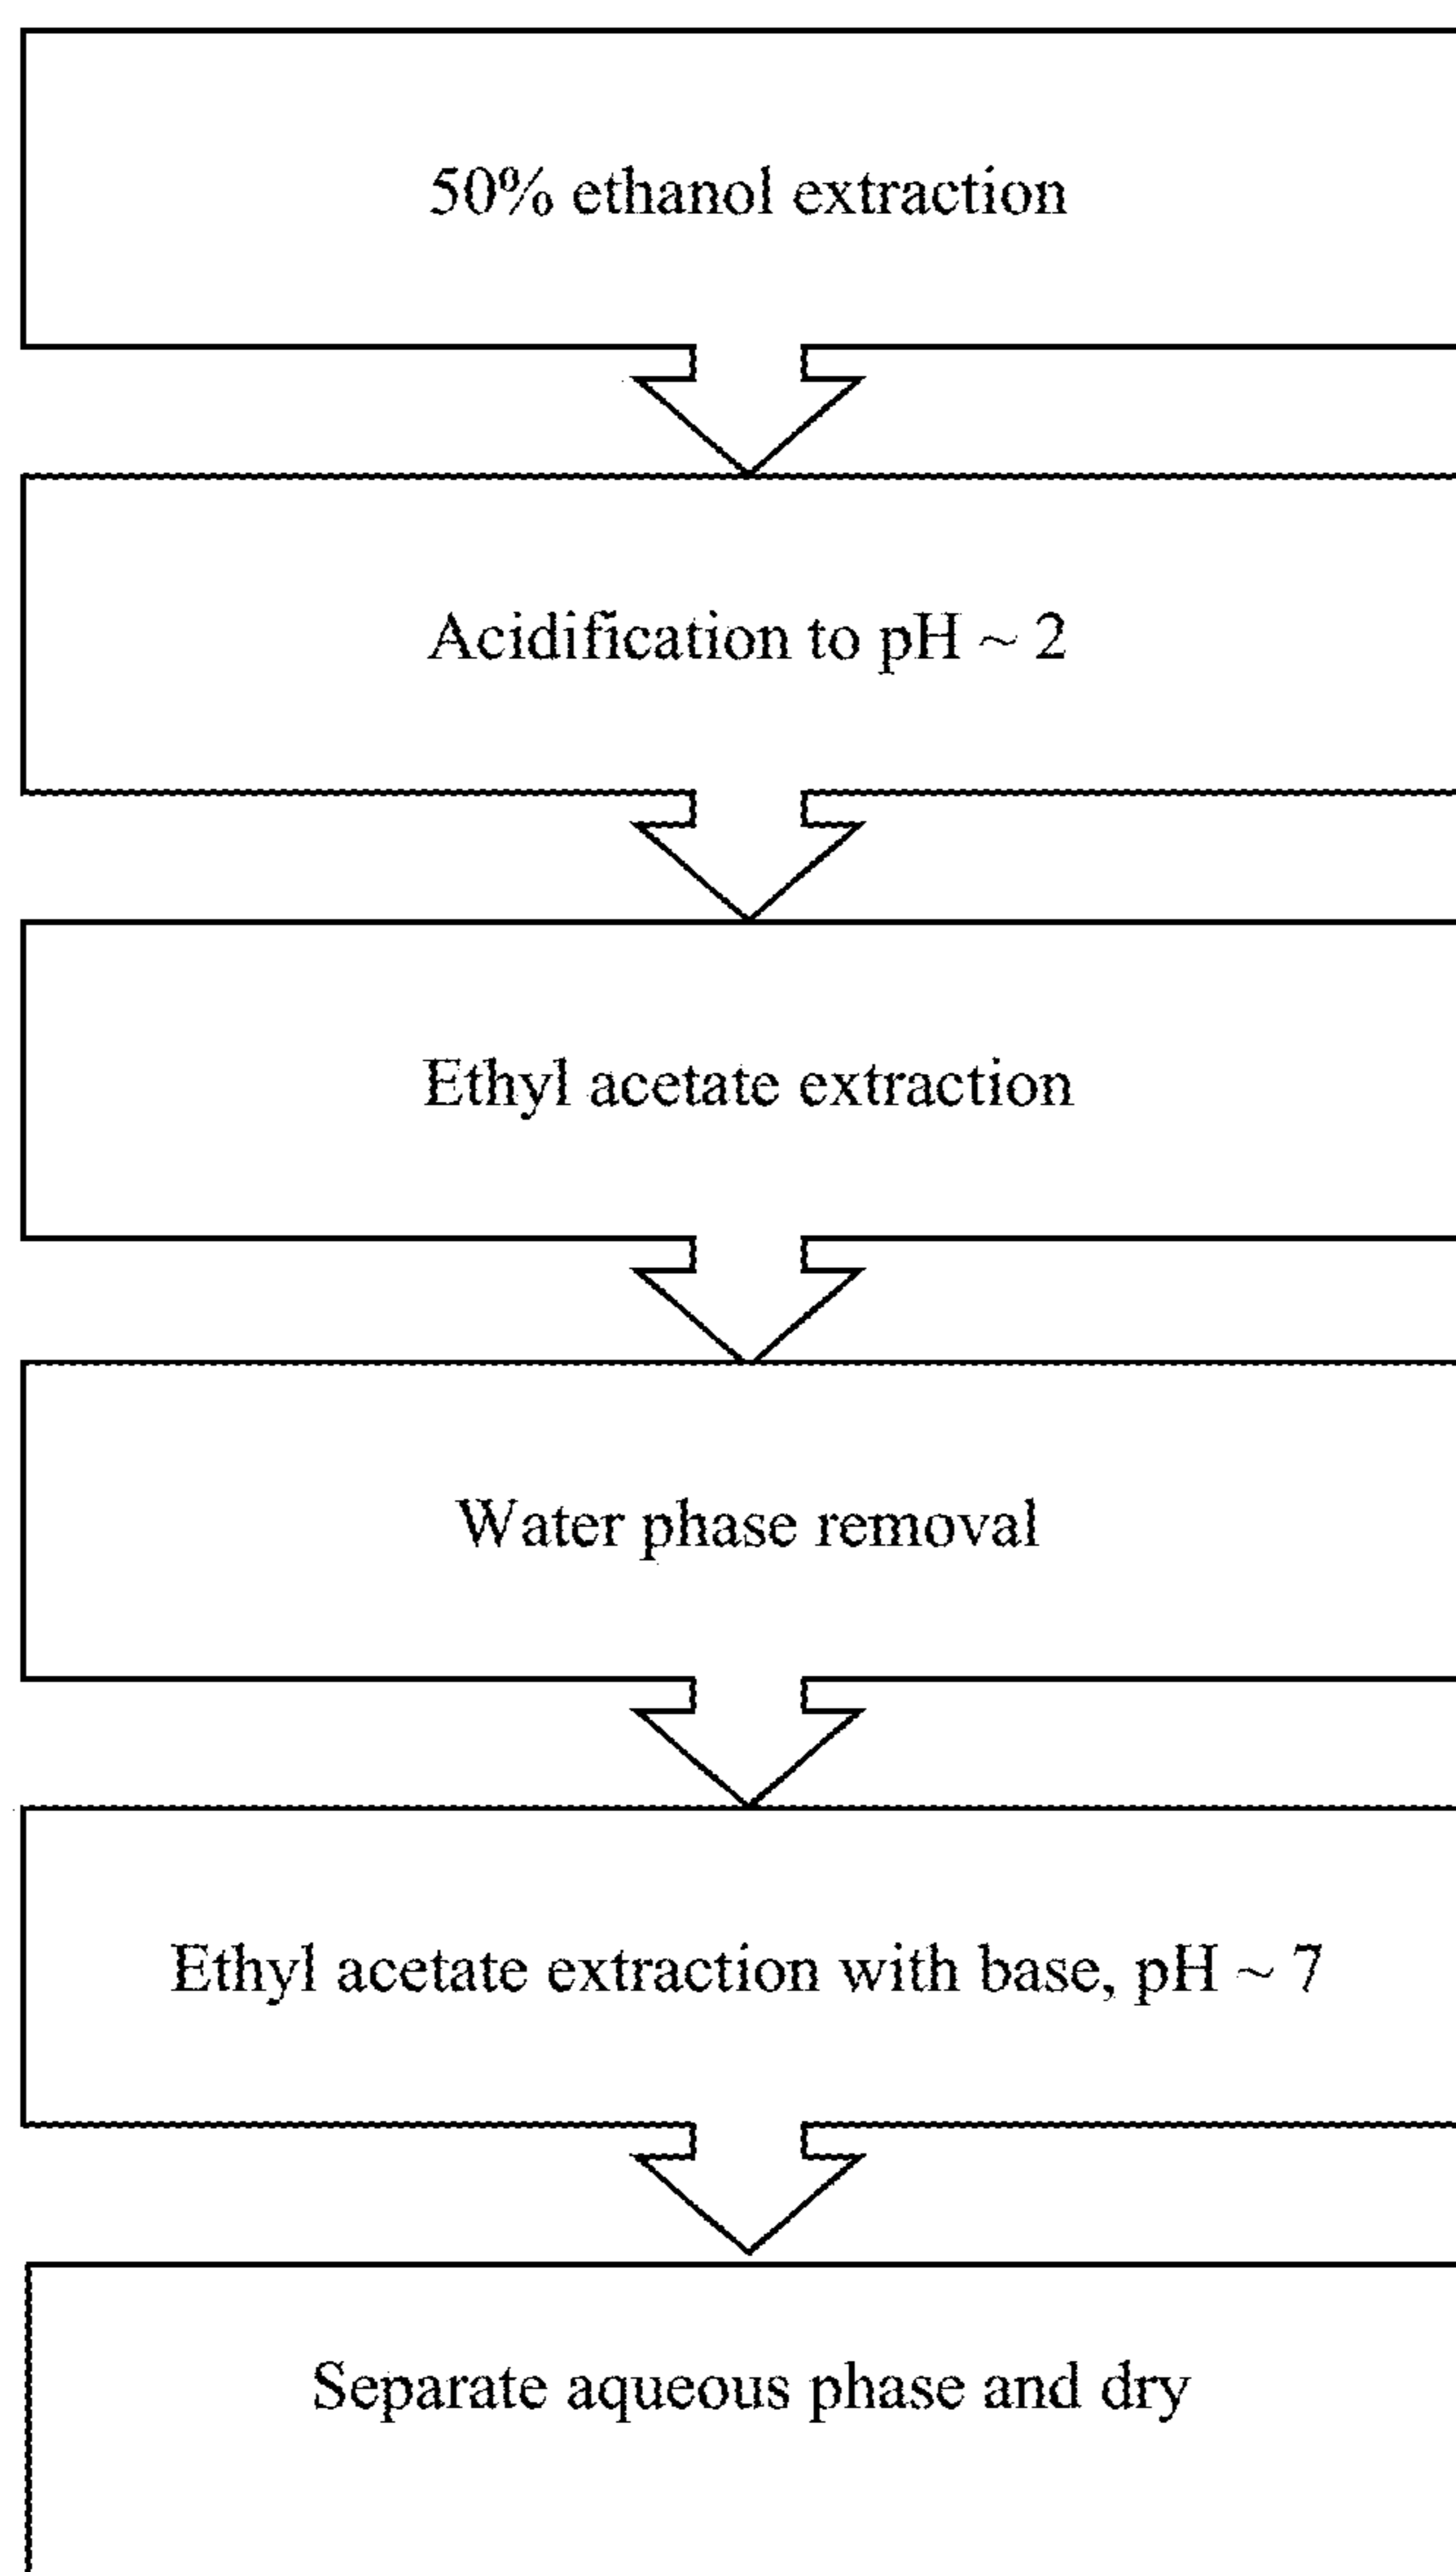 50% ethanol extraction
Acidification to pH ~ 2
Ethyl acetate extraction
Water phase removal
Ethyl acetate extraction with base, pH ~ 7
Separate aqueous phase and dry